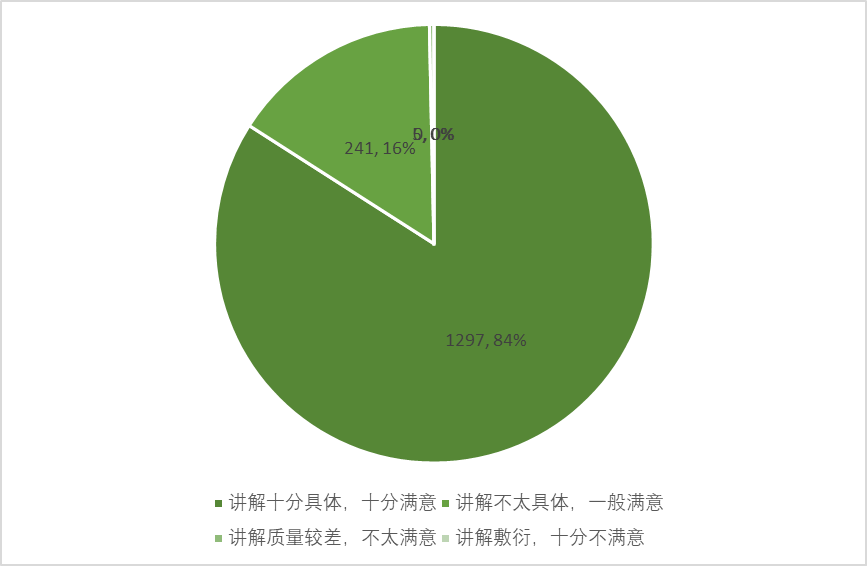 241, 16%
1297, 84%
讲解十分具体，十分满意
讲解不太具体，一般满意
讲解质量较差，不太满意
讲解敷衍，十分不满意